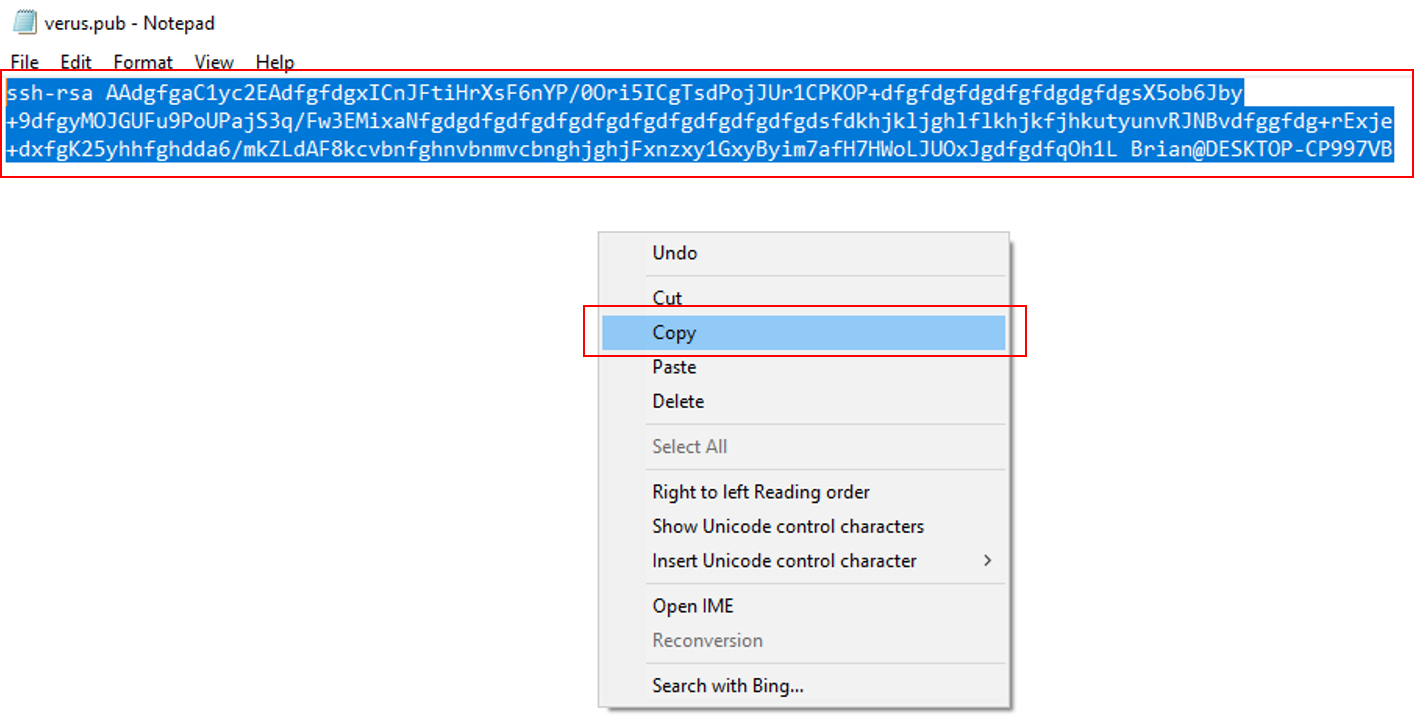 verus.pub - Notepad
File Edit Format View Help
ssh-rsa AAdgfgaC1yc2EAdfgfdgxICnJFtiHrXsF6nYP/0Ori5ICgTsdPojJUr1CPKOP+dfgfdgfdgdfgfdgdgfdgsX5ob6Jby
+9dfgyMOJGUFu9PoUPajS3q/Fw3EMixaNfgdgdfgdfgdfgdfgdfgdfgdfgdfgdfgdsfdkhjkljghlflkhjkfjhkutyunvRJNBvdfggfdg+rExje
+dxfgK25yhhfghdda6/mkZLdAF8kcvbnfghnvbnmvcbnghjghjFxnzxy1GxyByim7afH7HWoLJUOxJgdfgdfqOh1L Brian@DESKTOP-CP997VB
Undo
Cut
Copy
Paste
Delete
Select All
Right to left Reading order
Show Unicode control characters
Insert Unicode control character
Open IME
Reconversion
Search with Bing...